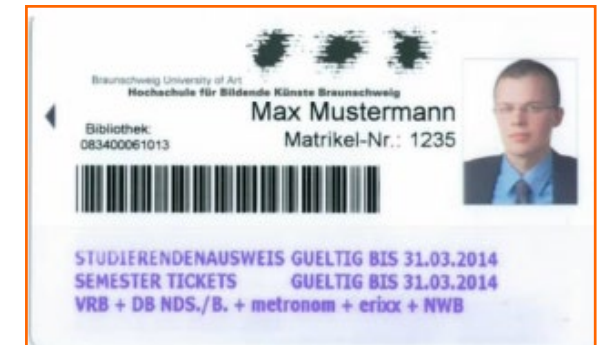 Braunschweig University of Art
Hochschule für Bildende Künste Braunschweig
Max Mustermann
Bibliothek:
Matrikel-Nr.: 1235
083400061013
STUDIERENDENAUSWEIS GUELTIG BIS 31.03.2014
SEMESTER TICKETS GUELTIG BIS 31.03.2014
VRB + DB NDS./B. + metronom + erixx + NWB